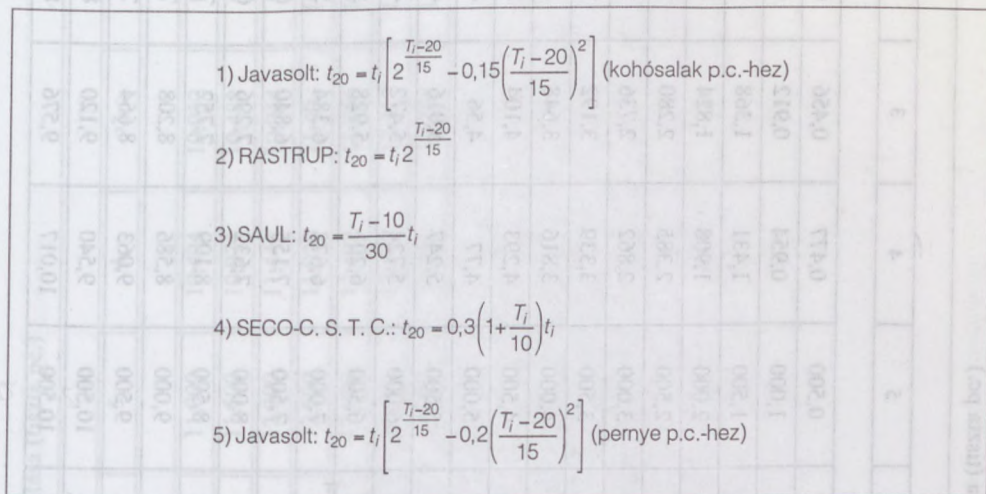 1) Javasolt: t₂₀ = tᵢ[2^((Tᵢ−20)/15) −0,15((Tᵢ−20)/15)²] (kohósalak p.c.-hez)
2) RASTRUP: t₂₀ = tᵢ2^((Tᵢ−20)/15)
3) SAUL: t₂₀ = (Tᵢ−10)/30 tᵢ
4) SECO-C. S. T. C.: t₂₀ = 0,3(1+Tᵢ/10)tᵢ
5) Javasolt: t₂₀ = tᵢ[2^((Tᵢ−20)/15) −0,2((Tᵢ−20)/15)²] (pernye p.c.-hez)